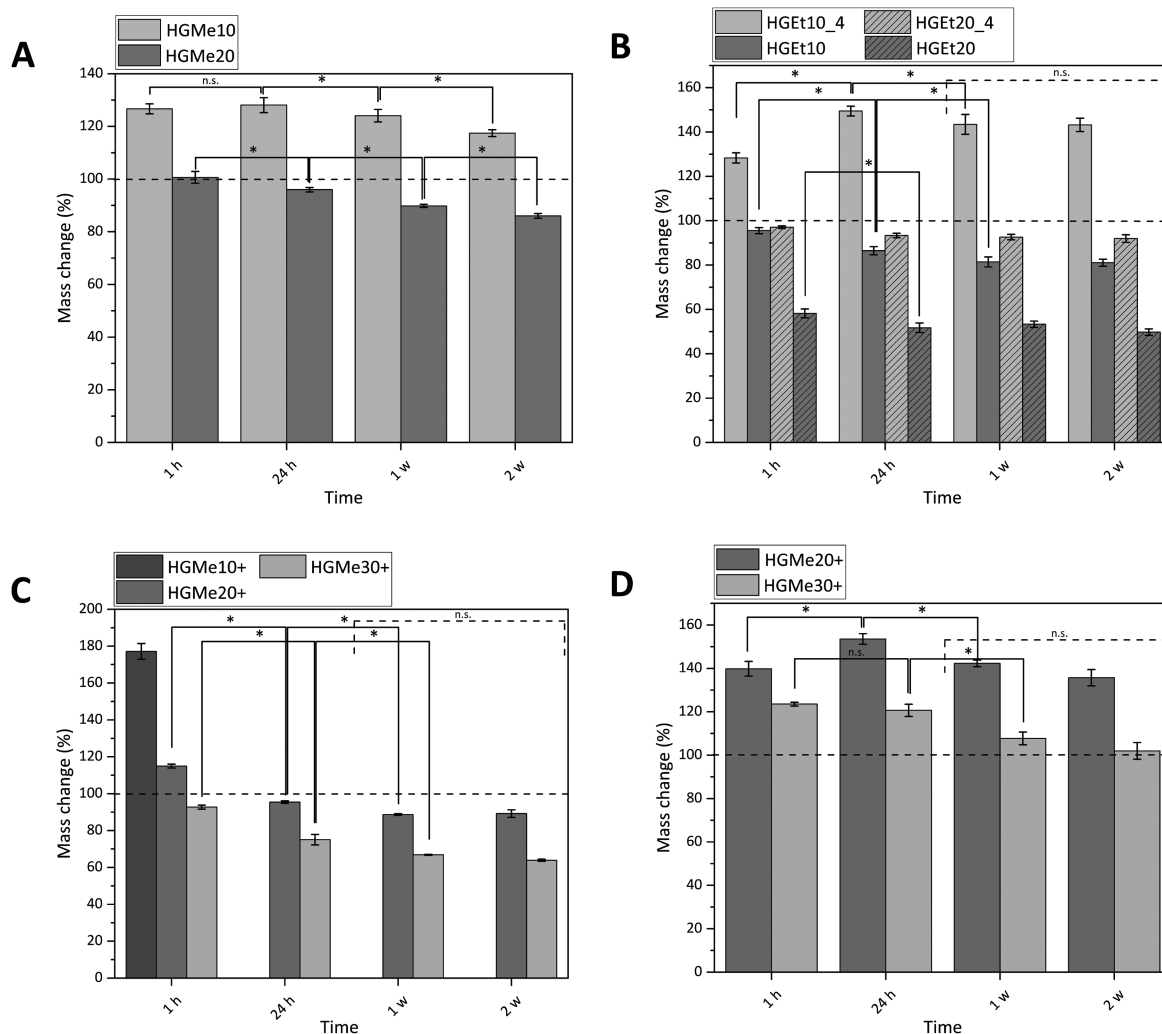 A
HGMe10
HGMe20
140
120
100
80
60
40
20
0
n.s.
*
*
*
*
*
Mass change (%)
1 h
24 h
1 w
2 w
Time
B
HGEt10_4
HGEt20_4
HGEt10
HGEt20
160
140
120
100
80
60
40
20
0
n.s.
*
*
*
*
*
Mass change (%)
1 h
24 h
1 w
2 w
Time
C
HGMe10+
HGMe30+
HGMe20+
200
180
160
140
120
100
80
60
40
20
0
n.s.
*
*
*
*
Mass change (%)
1 h
24 h
1 w
2 w
Time
D
HGMe20+
HGMe30+
160
140
120
100
80
60
40
20
0
*
*
n.s.
n.s.
*
Mass change (%)
1 h
24 h
1 w
2 w
Time